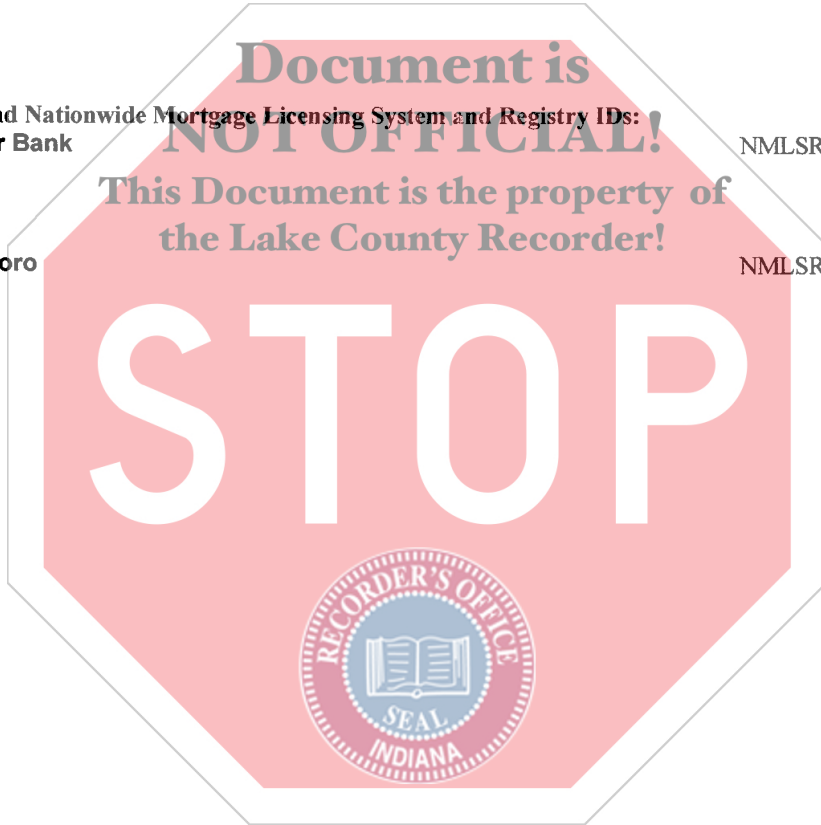 Document is
nd Nationwide Mortgage Licensing System and Registry IDs:
NOT OFFICIAL!
r Bank NMLSR
This Document is the property of
the Lake County Recorder!
oro NMLSR
STOP
RECORDER'S OFFICE
SEAL
INDIANA